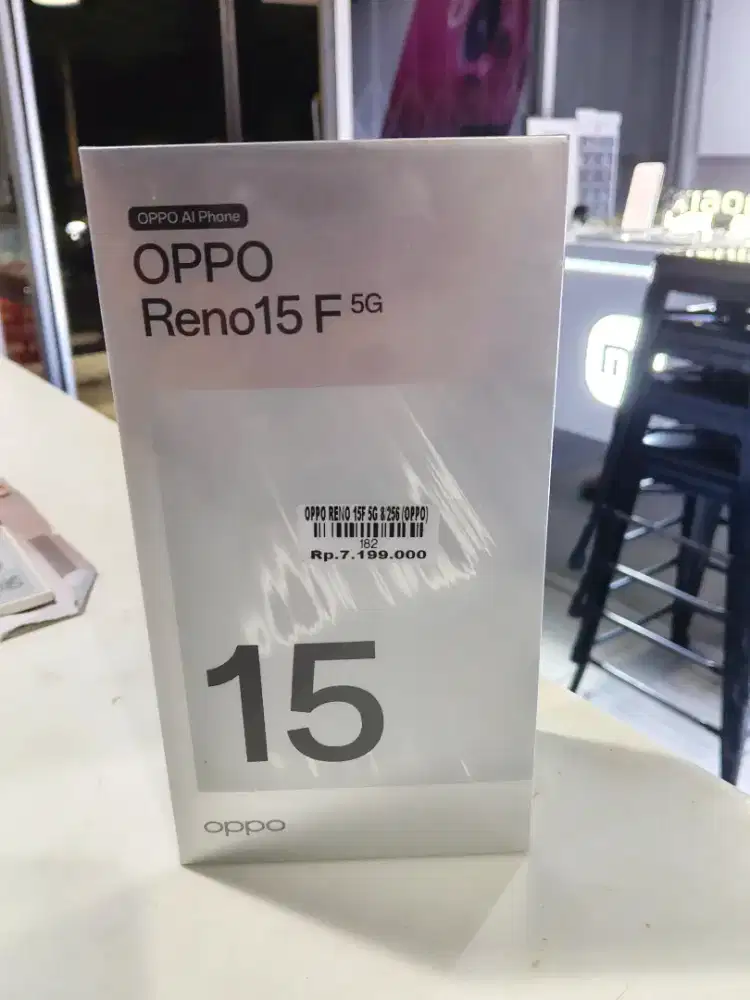 OPPO AI Phone
OPPO
Reno15 F 5G
OPPO RENO 15F 5G 8/256 (OPPO)
182
Rp.7.199.000
15
oppo